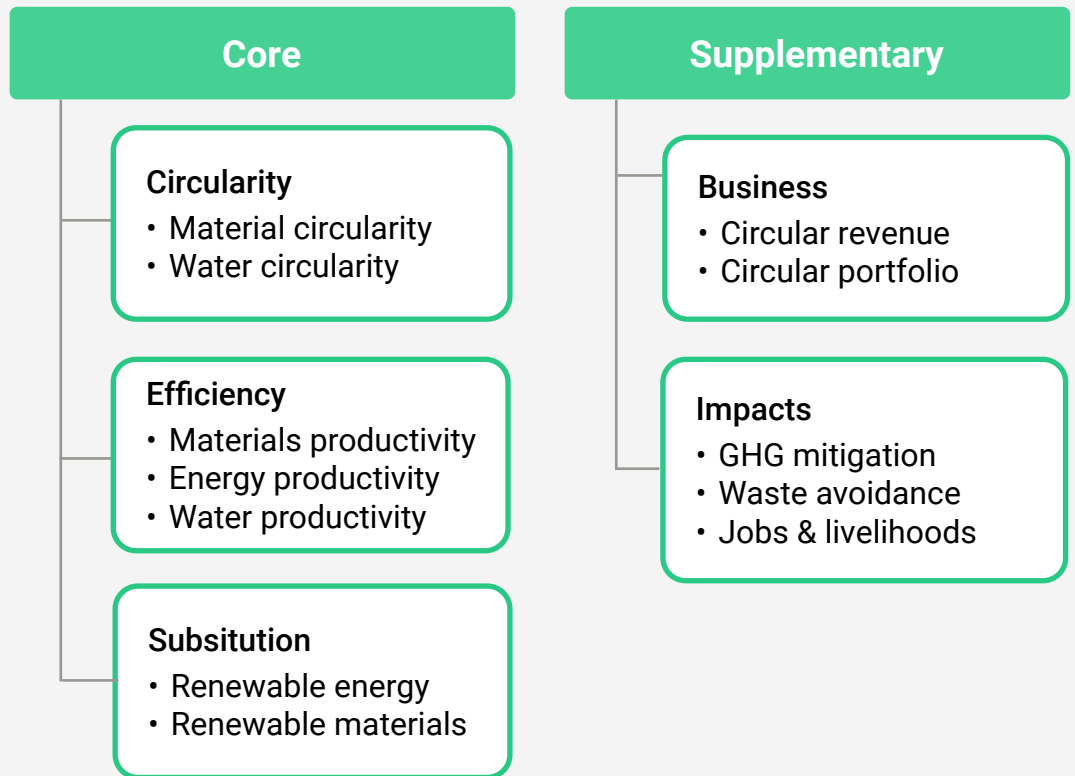 Core
Circularity
• Material circularity
• Water circularity
Efficiency
• Materials productivity
• Energy productivity
• Water productivity
Subsitution
• Renewable energy
• Renewable materials
Supplementary
Business
• Circular revenue
• Circular portfolio
Impacts
• GHG mitigation
• Waste avoidance
• Jobs & livelihoods